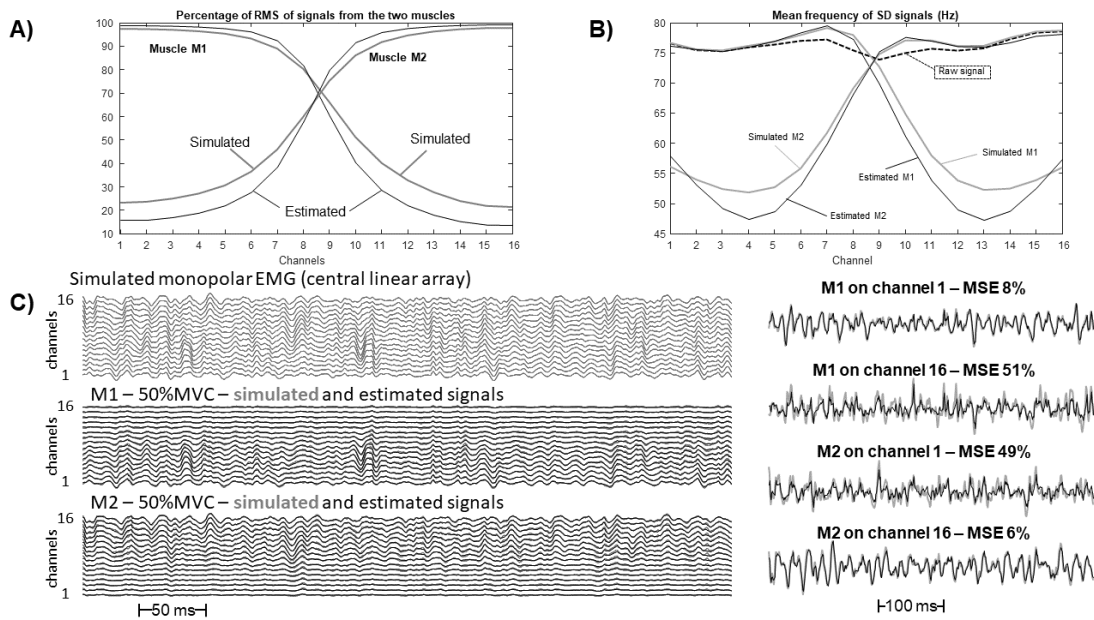 A)
Percentage of RMS of signals from the two muscles
100
90
80
70
60
50
40
30
20
10
Muscle M1
Muscle M2
Simulated
Simulated
Estimated
1 2 3 4 5 6 7 8 9 10 11 12 13 14 15 16
Channels
B)
Mean frequency of SD signals (Hz)
80
75
70
65
60
55
50
45
Raw signal
Simulated M2
Simulated M1
Estimated M1
Estimated M2
1 2 3 4 5 6 7 8 9 10 11 12 13 14 15 16
Channel
C)
Simulated monopolar EMG (central linear array)
16
channels
1
M1 – 50%MVC – simulated and estimated signals
16
channels
1
M2 – 50%MVC – simulated and estimated signals
16
channels
1
50 ms
M1 on channel 1 – MSE 8%
M1 on channel 16 – MSE 51%
M2 on channel 1 – MSE 49%
M2 on channel 16 – MSE 6%
100 ms